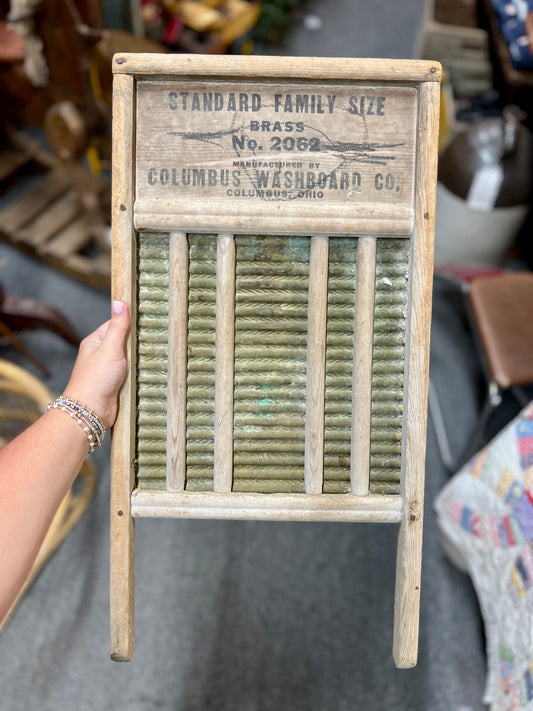 STANDARD FAMILY SIZE
BRASS
No. 2062
MANUFACTURED BY
COLUMBUS WASHBOARD CO.
COLUMBUS, OHIO